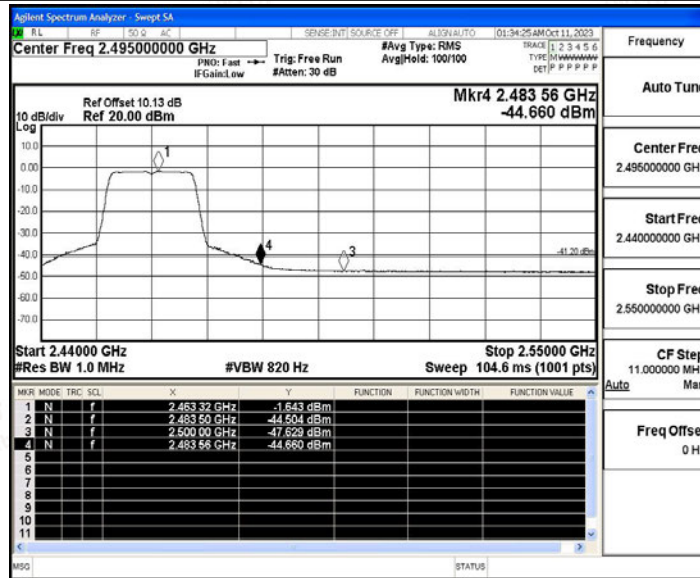 Agilent Spectrum Analyzer - Swept SA
RL RF 50 Ω AC SENSE:INT SOURCE OFF ALIGN AUTO 01:34:25 AM Oct 11, 2023
Center Freq 2.495000000 GHz
#Avg Type: RMS
TRACE 1 2 3 4 5 6
PNO: Fast Trig: Free Run Avg|Hold: 100/100
TYPE M
IFGain:Low #Atten: 30 dB
DET P P P P P P
Mkr4 2.483 56 GHz
-44.660 dBm
Ref Offset 10.13 dB
10 dB/div Ref 20.00 dBm
Log
10.0
0.00
-10.0
-20.0
-30.0
-40.0
-50.0
-60.0
-70.0
1
4
3
-41.20 dBm
Start 2.44000 GHz Stop 2.55000 GHz
#Res BW 1.0 MHz #VBW 820 Hz Sweep 104.6 ms (1001 pts)
MKR MODE TRC SCL X Y FUNCTION FUNCTION WIDTH FUNCTION VALUE
1 N f 2.463 32 GHz -1.643 dBm
2 N f 2.483 50 GHz -44.504 dBm
3 N f 2.500 00 GHz -47.629 dBm
4 N f 2.483 56 GHz -44.660 dBm
5
6
7
8
9
10
11
MSG STATUS
Frequency
Auto Tun
Center Fre
2.495000000 GH
Start Fre
2.440000000 GH
Stop Fre
2.550000000 GH
CF Ste
11.000000 MH
Auto Ma
Freq Offse
0 H